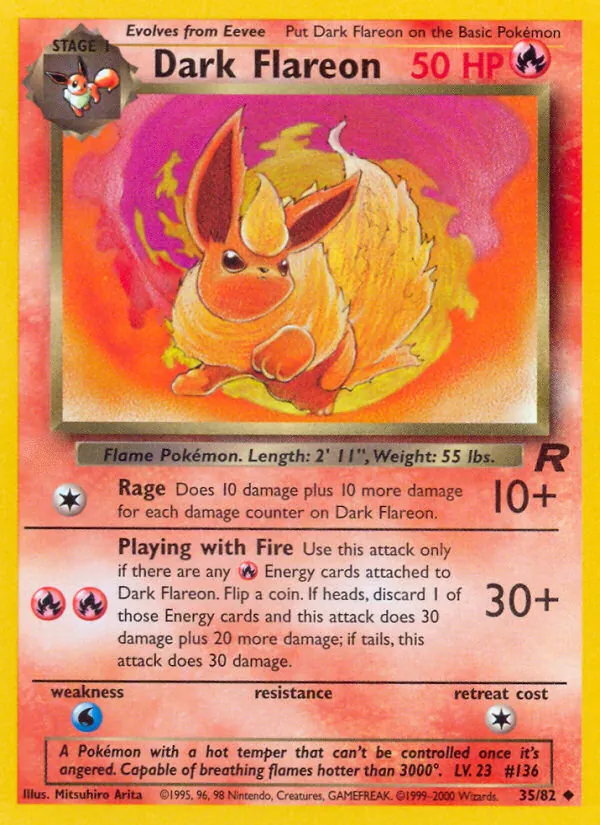 Evolves from Eevee Put Dark Flareon on the Basic Pokémon
STAGE 1
Dark Flareon 50 HP
Flame Pokémon. Length: 2' 11", Weight: 55 lbs.
R
Rage Does 10 damage plus 10 more damage
for each damage counter on Dark Flareon.
10+
Playing with Fire Use this attack only
if there are any Energy cards attached to
Dark Flareon. Flip a coin. If heads, discard 1 of
those Energy cards and this attack does 30
damage plus 20 more damage; if tails, this
attack does 30 damage.
30+
weakness resistance retreat cost
A Pokémon with a hot temper that can't be controlled once it's
angered. Capable of breathing flames hotter than 3000°. LV. 23 #136
Illus. Mitsuhiro Arita ©1995, 96, 98 Nintendo, Creatures, GAMEFREAK. ©1999-2000 Wizards. 35/82